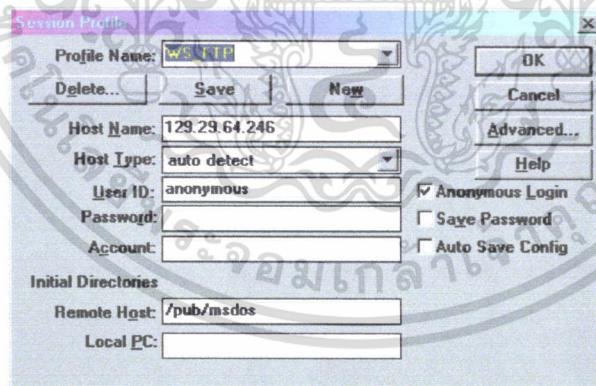 Session Profile
Profile Name: WS_FTP
OK
Delete... Save New
Cancel
Host Name: 129.29.64.246
Advanced...
Host Type: auto detect
Help
User ID: anonymous
Anonymous Login
Password:
Save Password
Account:
Auto Save Config
Initial Directories
Remote Host: /pub/msdos
Local PC: